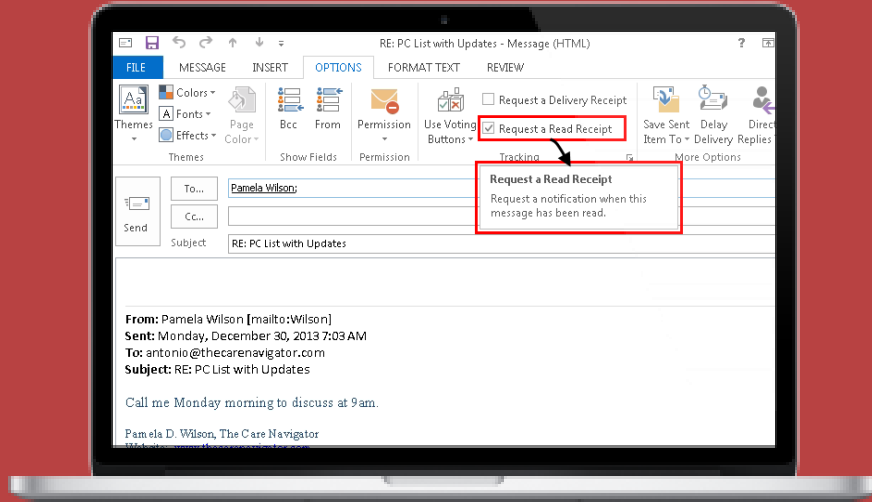 RE: PC List with Updates - Message (HTML) ?
FILE MESSAGE INSERT OPTIONS FORMAT TEXT REVIEW
Aa
Themes
Colors
A Fonts
Effects
Themes
Page
Color
Bcc
From
Show Fields
Permission
Permission
Use Voting
Buttons
Request a Delivery Receipt
Request a Read Receipt
Tracking
Save Sent
Item To
Delay
Delivery
Direct
Replies
More Options
Request a Read Receipt
Request a notification when this
message has been read.
Send
To... Pamela Wilson;
Cc...
Subject RE: PC List with Updates
From: Pamela Wilson [mailto:Wilson]
Sent: Monday, December 30, 2013 7:03 AM
To: antonio@thecarenavigator.com
Subject: RE: PC List with Updates
Call me Monday morning to discuss at 9am.
Pamela D. Wilson, The Care Navigator